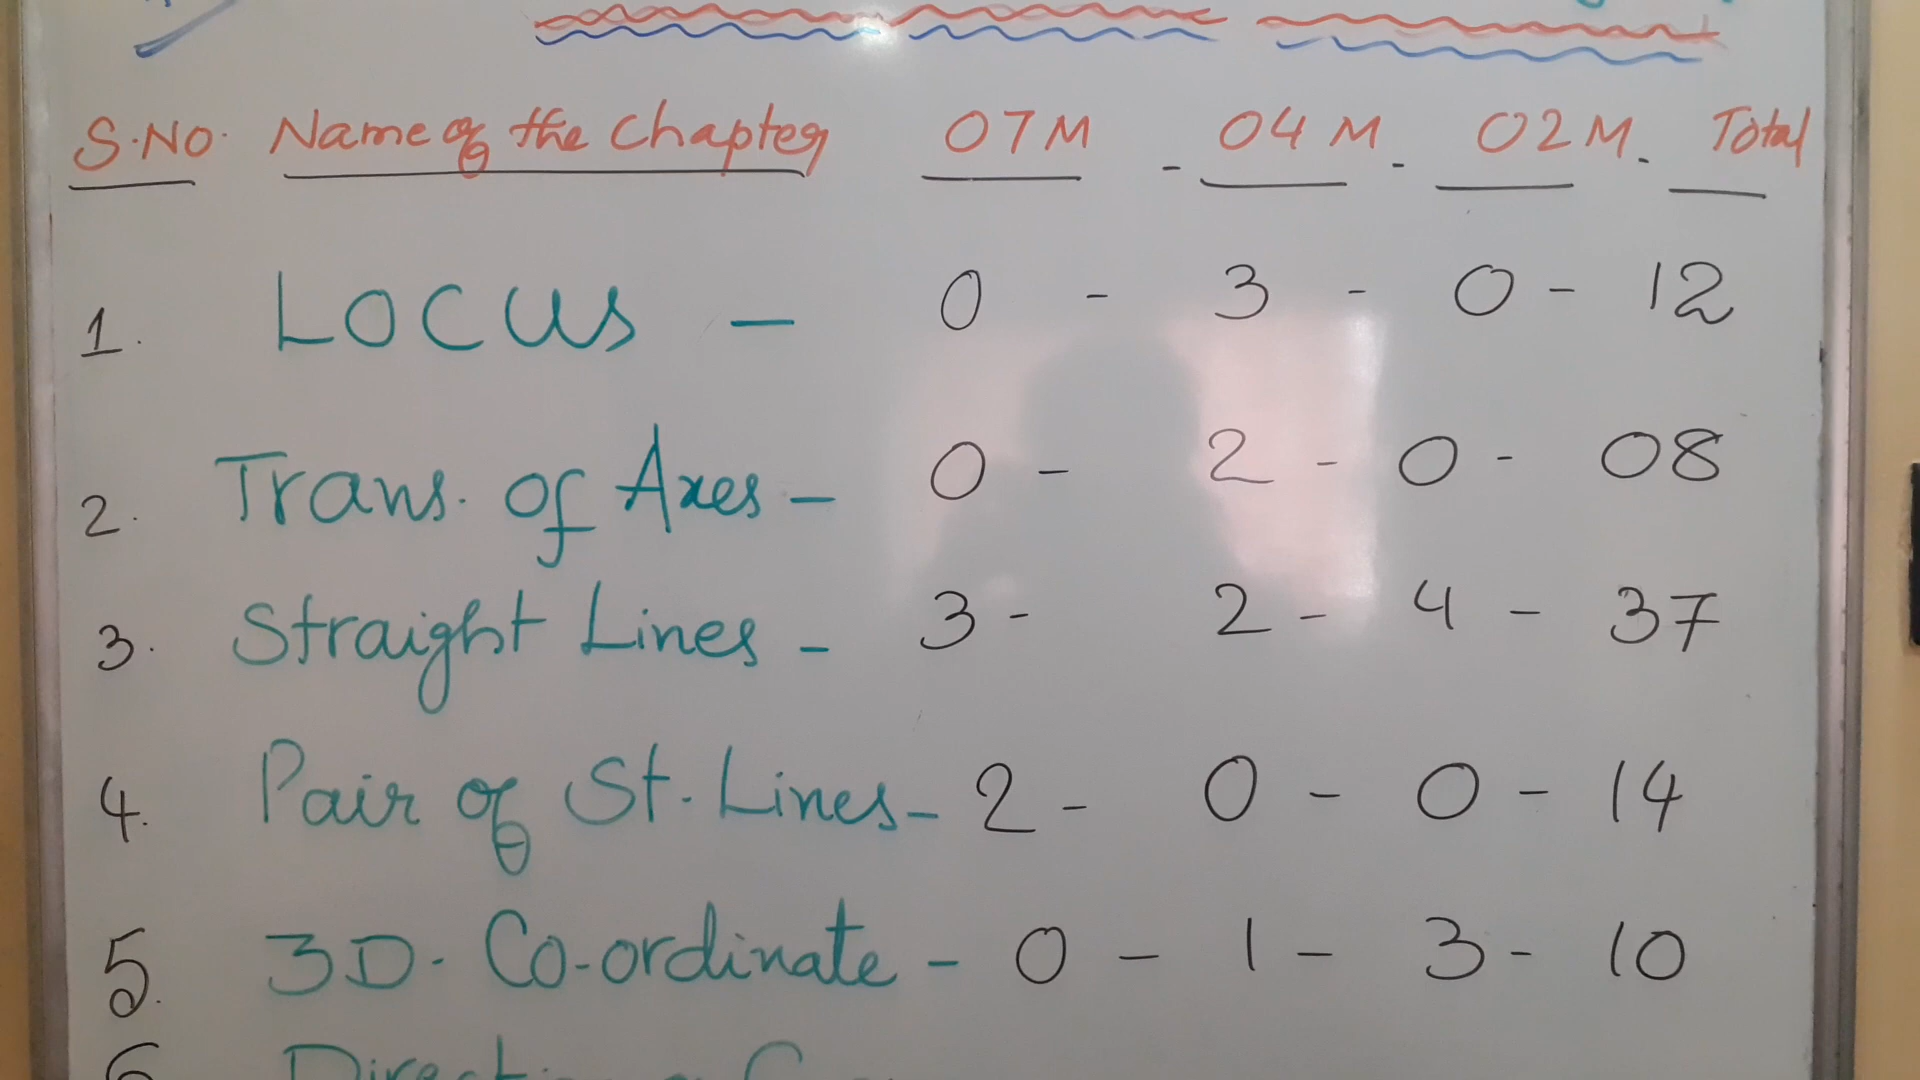 S.NO. Name of the Chapter 07M - 04M - 02M. Total
1. LOCUS - 0 - 3 - 0 - 12
2. Trans. of Axes - 0 - 2 - 0 - 08
3. Straight Lines - 3 - 2 - 4 - 37
4. Pair of St. Lines - 2 - 0 - 0 - 14
5. 3D. Co-ordinate - 0 - 1 - 3 - 10
6